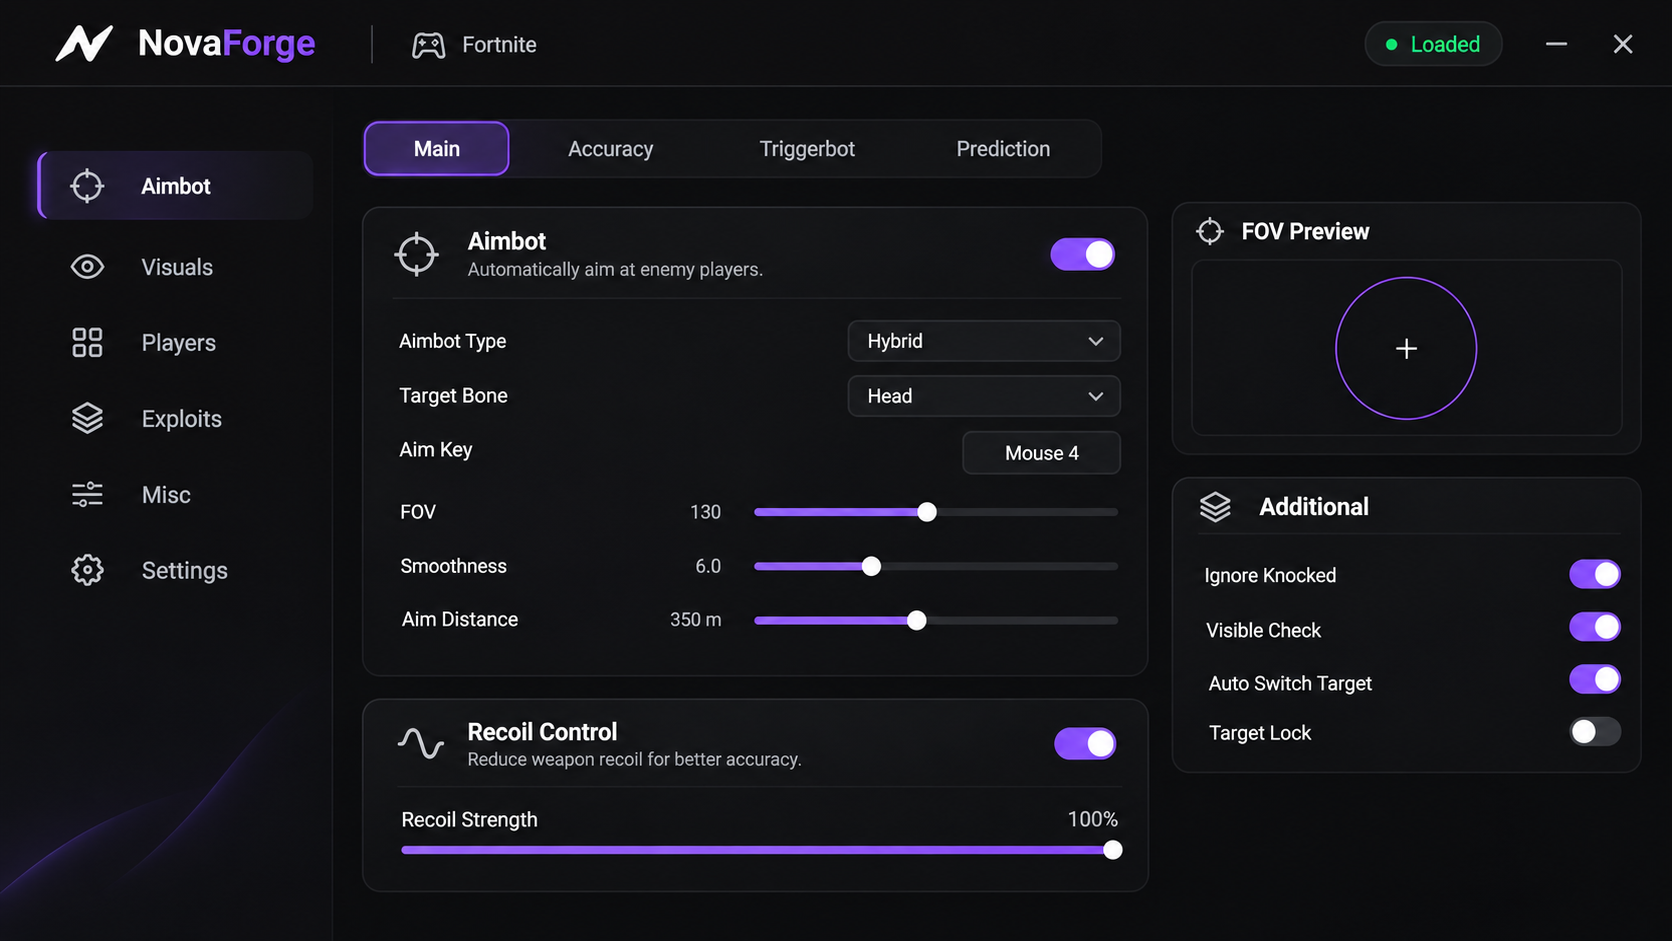 NovaForge
Fortnite
Loaded
Aimbot
Visuals
Players
Exploits
Misc
Settings
Main
Accuracy
Triggerbot
Prediction
Aimbot
Automatically aim at enemy players.
Aimbot Type
Hybrid
Target Bone
Head
Aim Key
Mouse 4
FOV
130
Smoothness
6.0
Aim Distance
350 m
Recoil Control
Reduce weapon recoil for better accuracy.
Recoil Strength
100%
FOV Preview
Additional
Ignore Knocked
Visible Check
Auto Switch Target
Target Lock